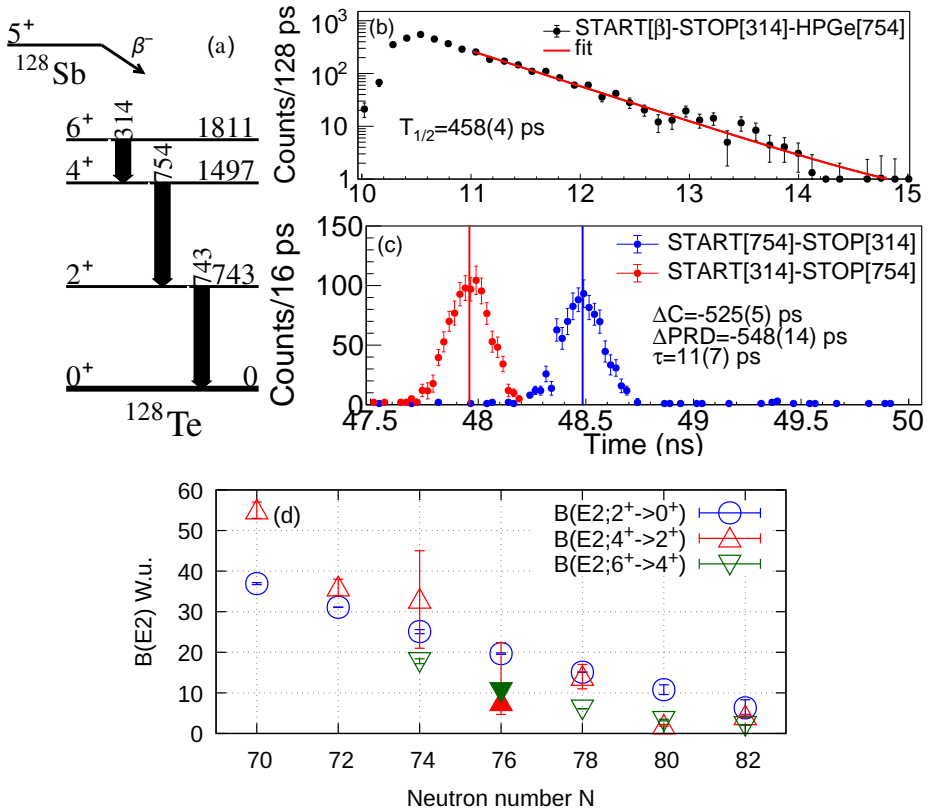 (a)
5+
β−
128Sb
6+ 314 1811
4+ 754 1497
2+ 743 743
0+ 0
128Te
(b)
START[β]-STOP[314]-HPGe[754]
fit
T1/2=458(4) ps
Counts/128 ps
10³
10²
10
1
10 11 12 13 14 15
(c)
START[754]-STOP[314]
START[314]-STOP[754]
ΔC=-525(5) ps
ΔPRD=-548(14) ps
τ=11(7) ps
Counts/16 ps
150
100
50
0
47.5 48 48.5 49 49.5 50
Time (ns)
(d)
B(E2;2+->0+)
B(E2;4+->2+)
B(E2;6+->4+)
B(E2) W.u.
60
50
40
30
20
10
0
70 72 74 76 78 80 82
Neutron number N